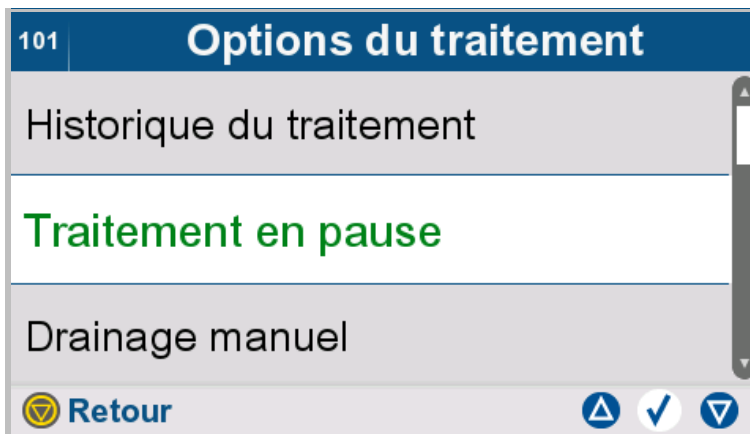 101 Options du traitement
Historique du traitement
Traitement en pause
Drainage manuel
Retour